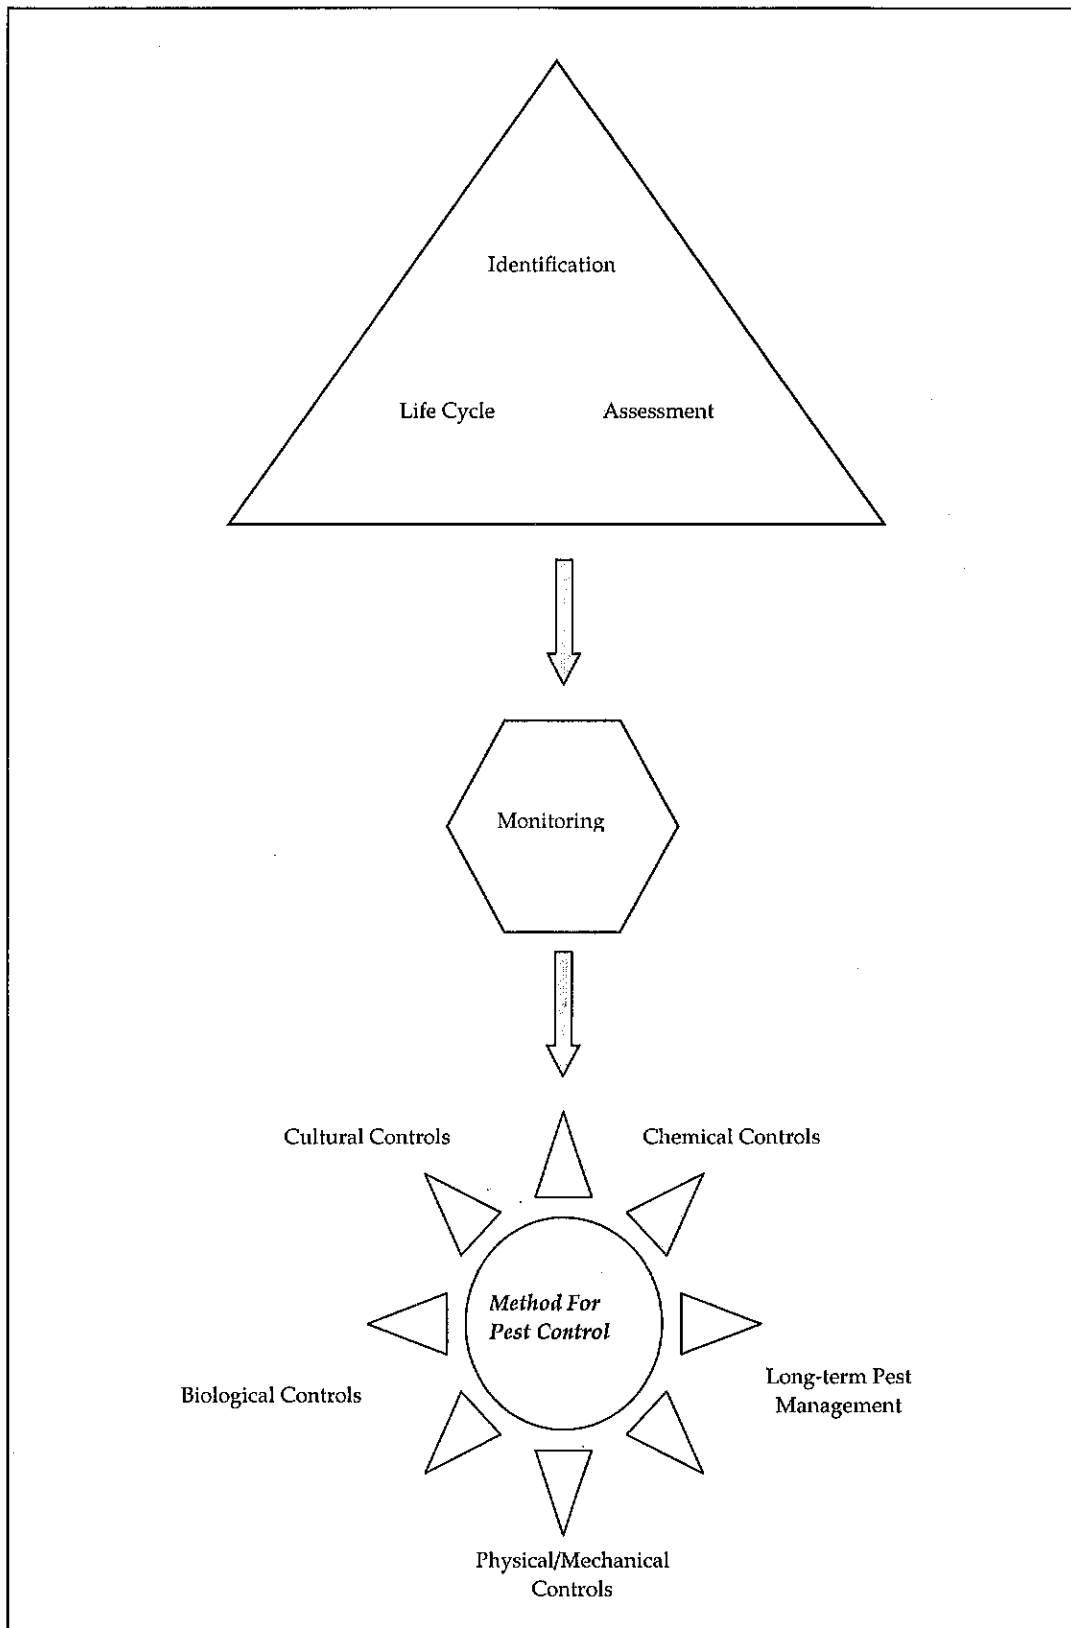 Identification
Life Cycle
Assessment
Monitoring
Cultural Controls
Chemical Controls
Method For
Pest Control
Biological Controls
Long-term Pest
Management
Physical/Mechanical
Controls